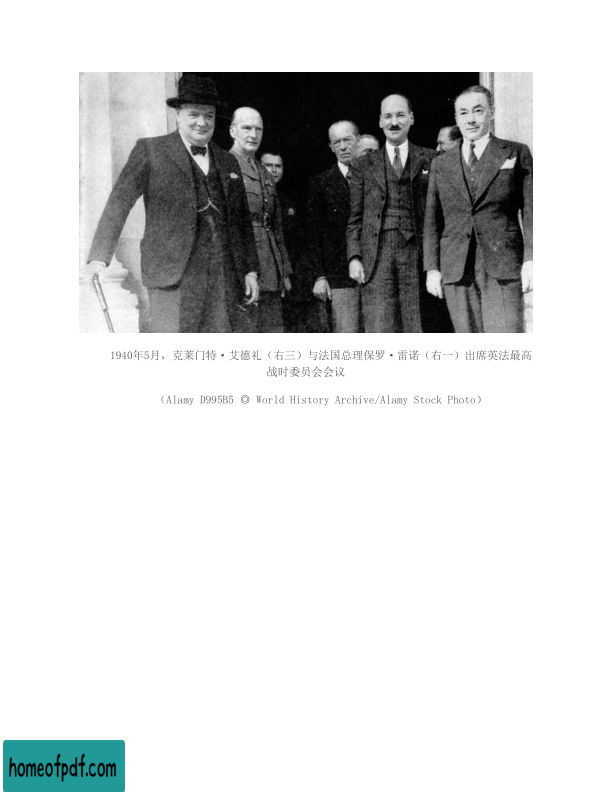 1940年5月，克莱门特·艾德礼（右三）与法国总理保罗·雷诺（右一）出席英法最高
战时委员会会议
（Alamy D995B5 ◎ World History Archive/Alamy Stock Photo）
homeofpdf.com